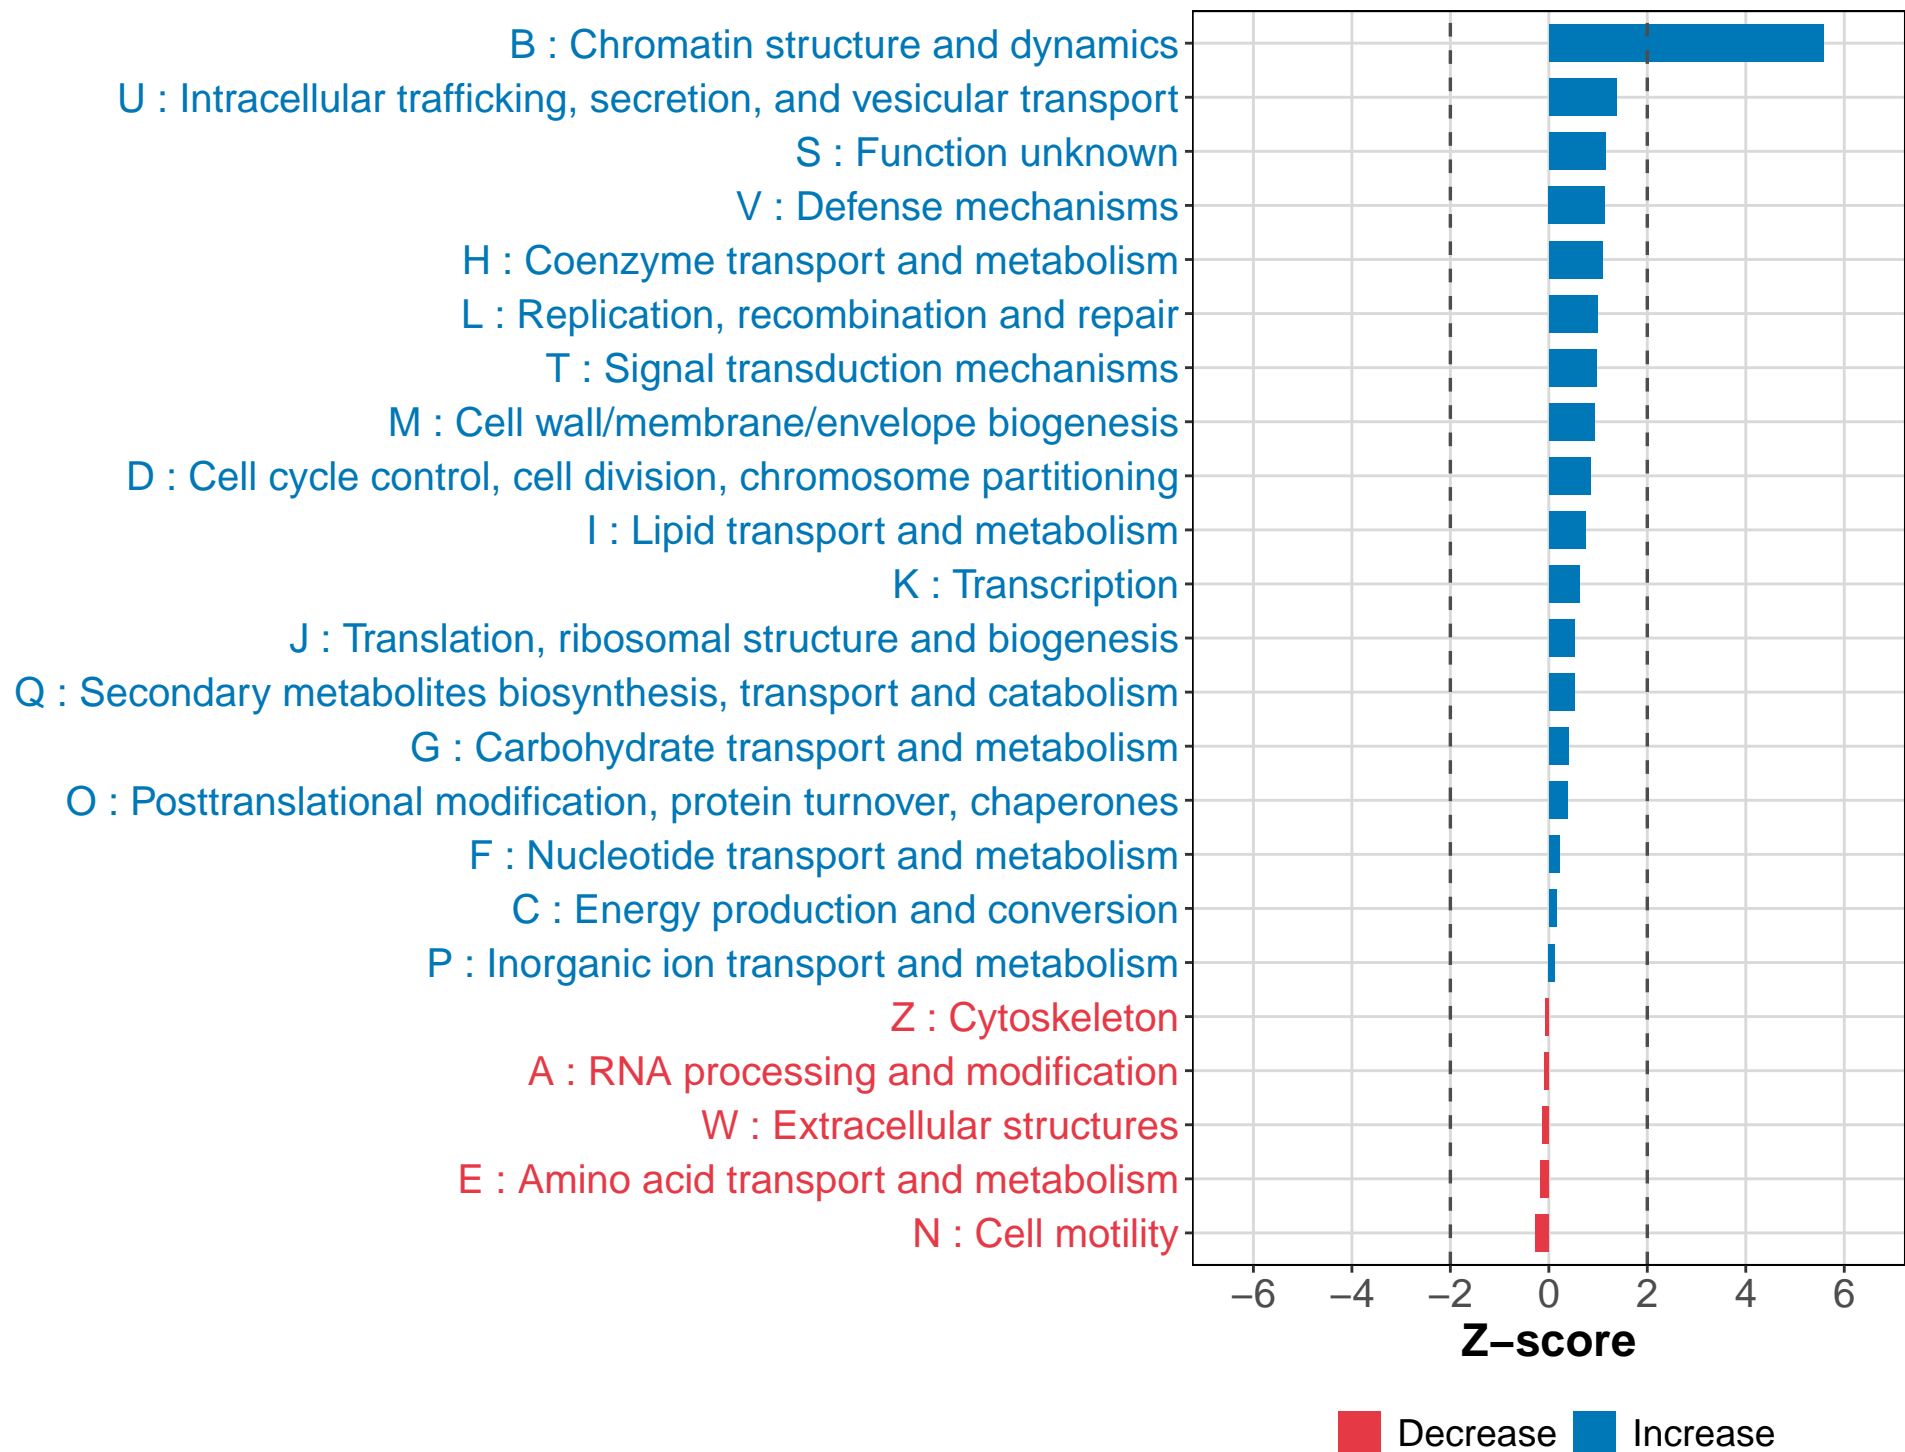 B : Chromatin structure and dynamics
U : Intracellular trafficking, secretion, and vesicular transport
S : Function unknown
V : Defense mechanisms
H : Coenzyme transport and metabolism
L : Replication, recombination and repair
T : Signal transduction mechanisms
M : Cell wall/membrane/envelope biogenesis
D : Cell cycle control, cell division, chromosome partitioning
I : Lipid transport and metabolism
K : Transcription
J : Translation, ribosomal structure and biogenesis
Q : Secondary metabolites biosynthesis, transport and catabolism
G : Carbohydrate transport and metabolism
O : Posttranslational modification, protein turnover, chaperones
F : Nucleotide transport and metabolism
C : Energy production and conversion
P : Inorganic ion transport and metabolism
Z : Cytoskeleton
A : RNA processing and modification
W : Extracellular structures
E : Amino acid transport and metabolism
N : Cell motility
−6 −4 −2 0 2 4 6
Z−score
Decrease Increase